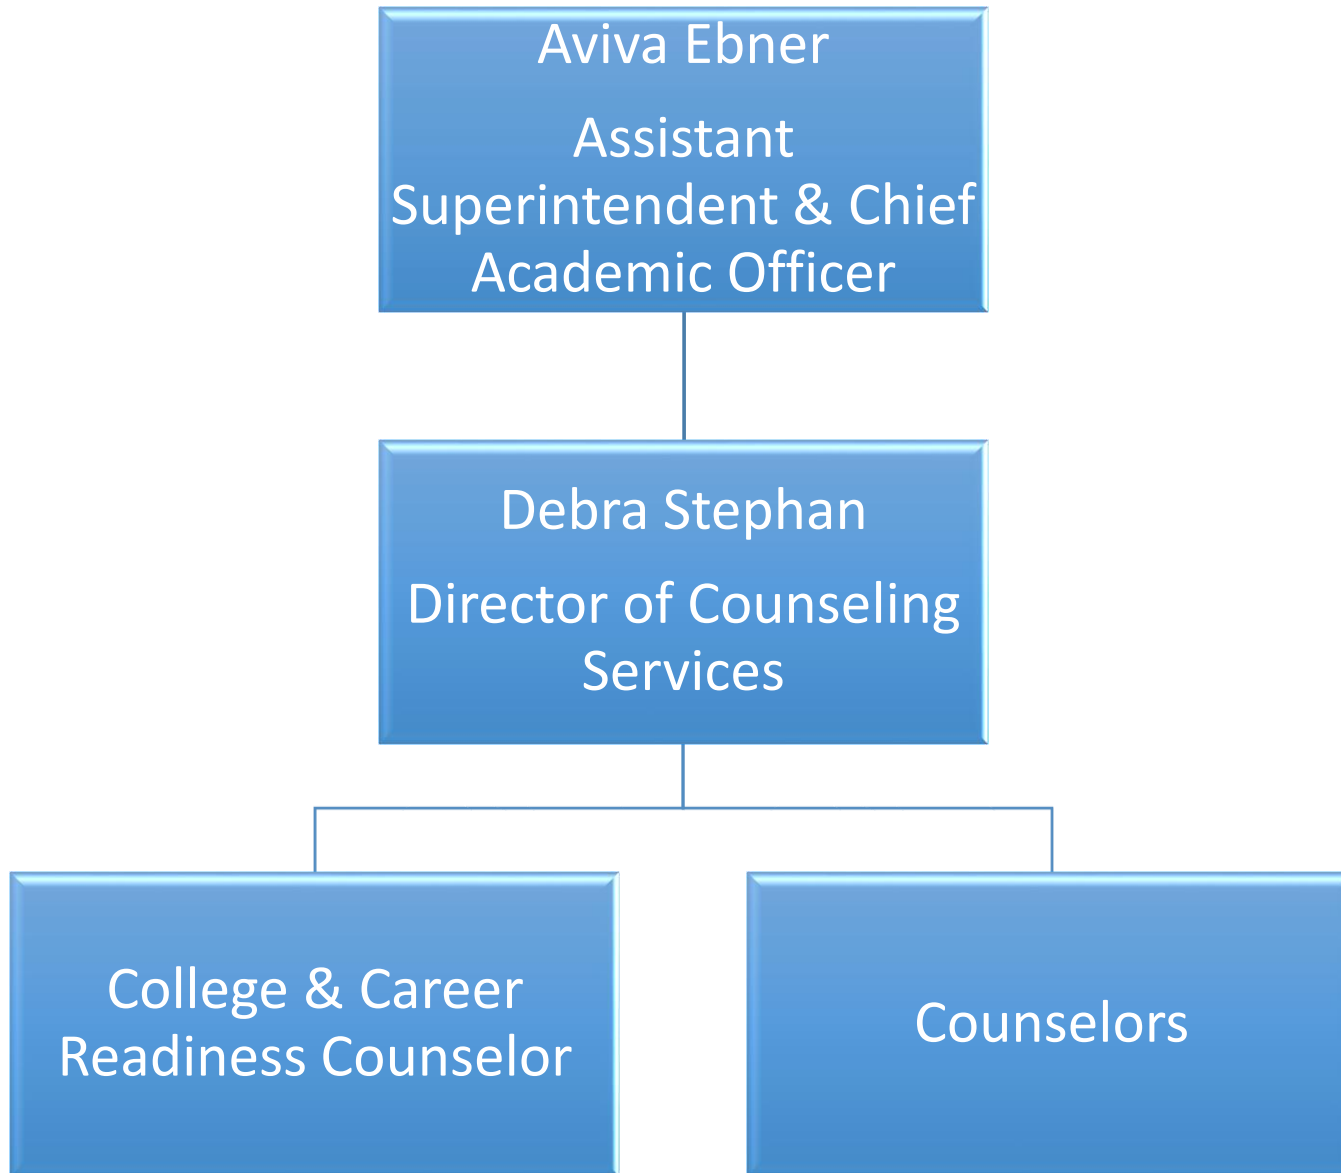 Aviva Ebner
Assistant
Superintendent & Chief
Academic Officer
Debra Stephan
Director of Counseling
Services
College & Career
Readiness Counselor
Counselors